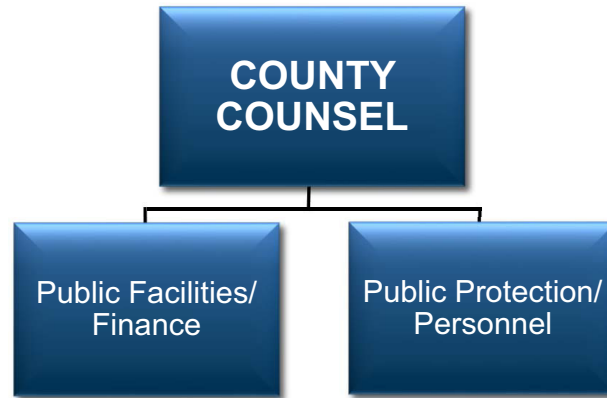 COUNTY
COUNSEL
Public Facilities/
Finance
Public Protection/
Personnel